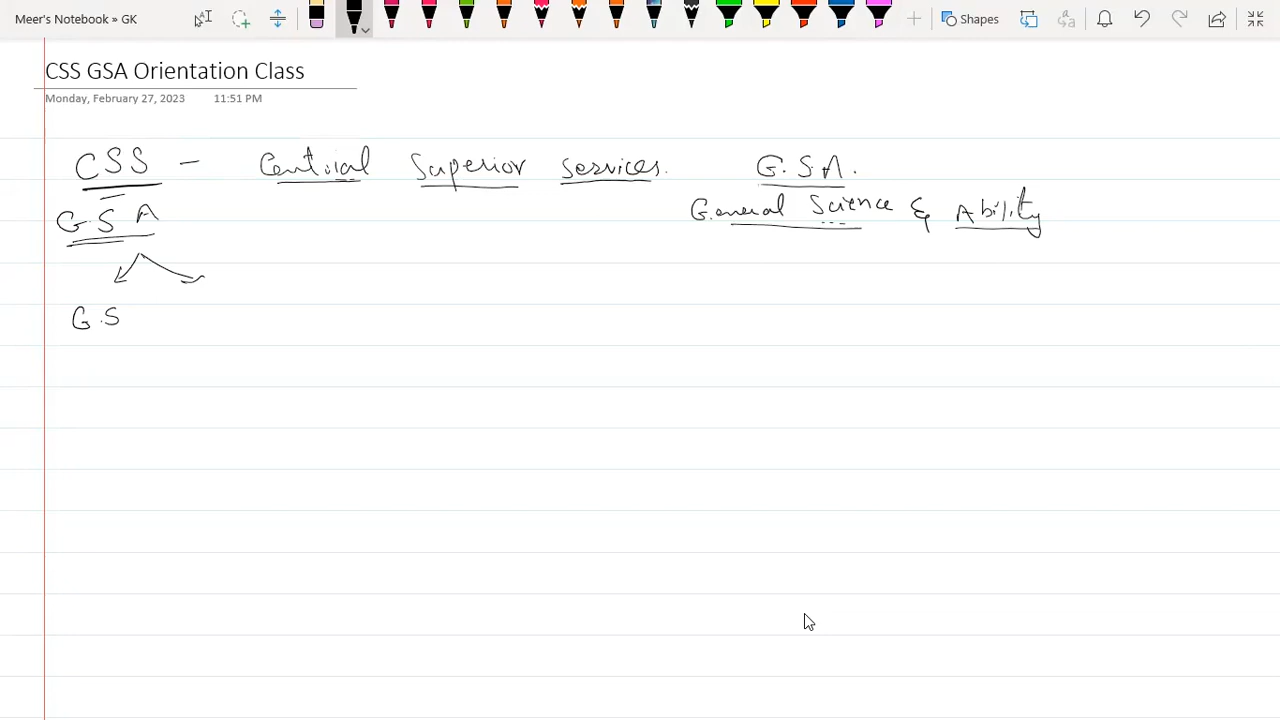 Meer's Notebook » GK
Shapes
CSS GSA Orientation Class
Monday, February 27, 2023 11:51 PM
CSS - Central Superior Services. G.S.A.
GSA General Science & Ability
G.S